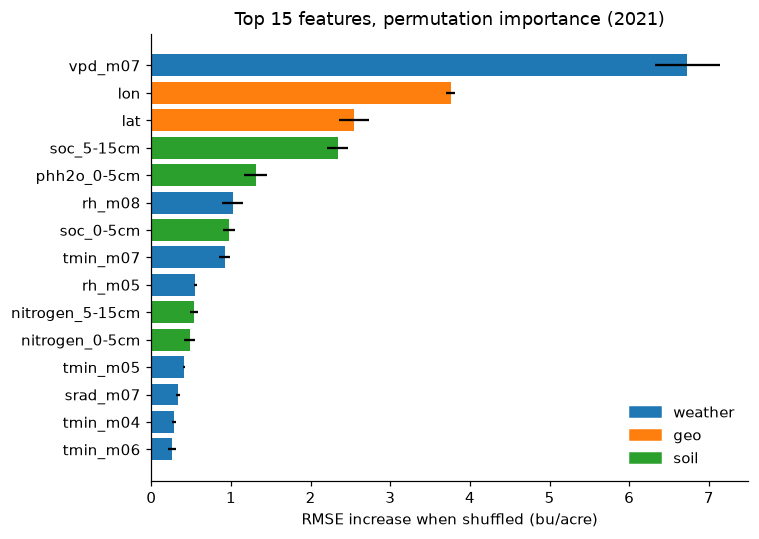 Top 15 features, permutation importance (2021)
vpd_m07
lon
lat
soc_5-15cm
phh2o_0-5cm
rh_m08
soc_0-5cm
tmin_m07
rh_m05
nitrogen_5-15cm
nitrogen_0-5cm
tmin_m05
srad_m07
tmin_m04
tmin_m06
weather
geo
soil
0 1 2 3 4 5 6 7
RMSE increase when shuffled (bu/acre)